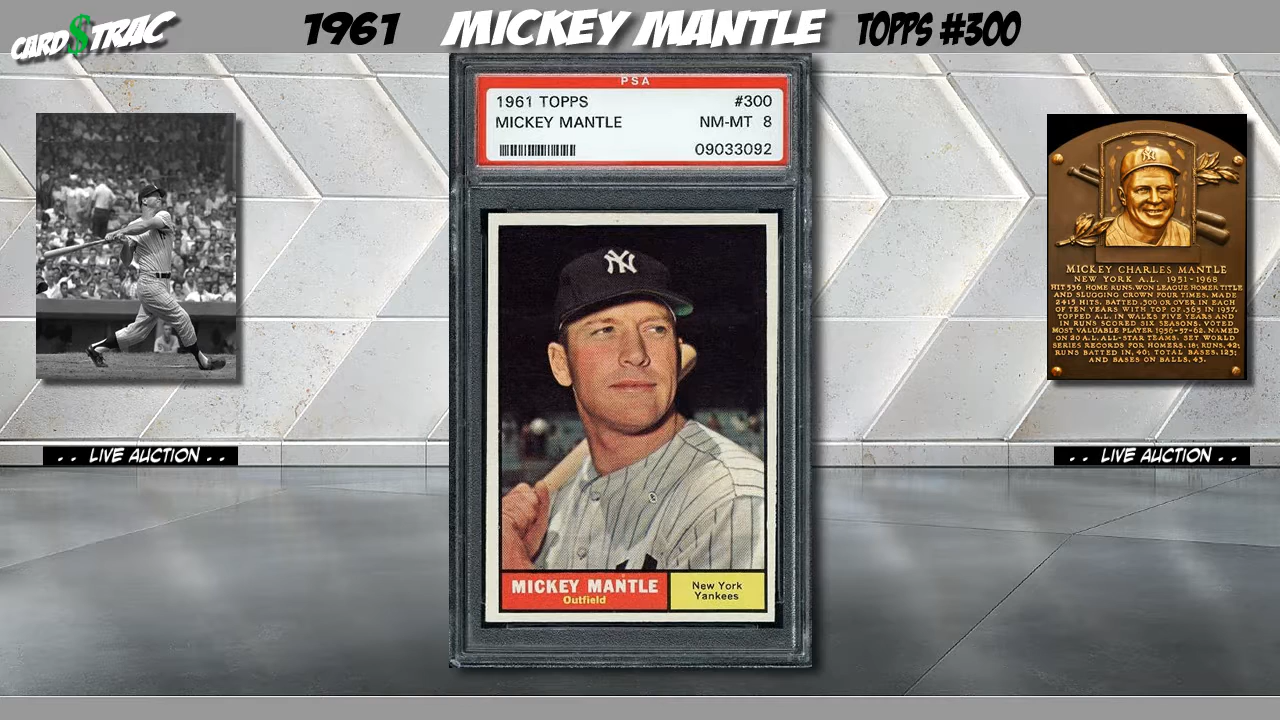 CARD$TRAC
1961 MICKEY MANTLE TOPPS #300
PSA
1961 TOPPS #300
MICKEY MANTLE NM-MT 8
09033092
NY
MICKEY MANTLE
Outfield
New York
Yankees
NY
MICKEY CHARLES MANTLE
NEW YORK A.L. 1951-1968
HIT 536 HOME RUNS. WON LEAGUE HOMER TITLE
AND SLUGGING CROWN FOUR TIMES. MADE
2415 HITS. BATTED .300 OR OVER IN EACH
OF TEN YEARS WITH TOP OF .365 IN 1957.
TOPPED A.L. IN WALKS FIVE YEARS AND
IN RUNS SCORED SIX SEASONS. VOTED
MOST VALUABLE PLAYER 1956-57-62. NAMED
ON 20 A.L. ALL-STAR TEAMS. SET WORLD
SERIES RECORDS FOR HOMERS, 18; RUNS, 42;
RUNS BATTED IN, 40; TOTAL BASES, 123;
AND BASES ON BALLS, 43.
. . LIVE AUCTION . .
. . LIVE AUCTION . .